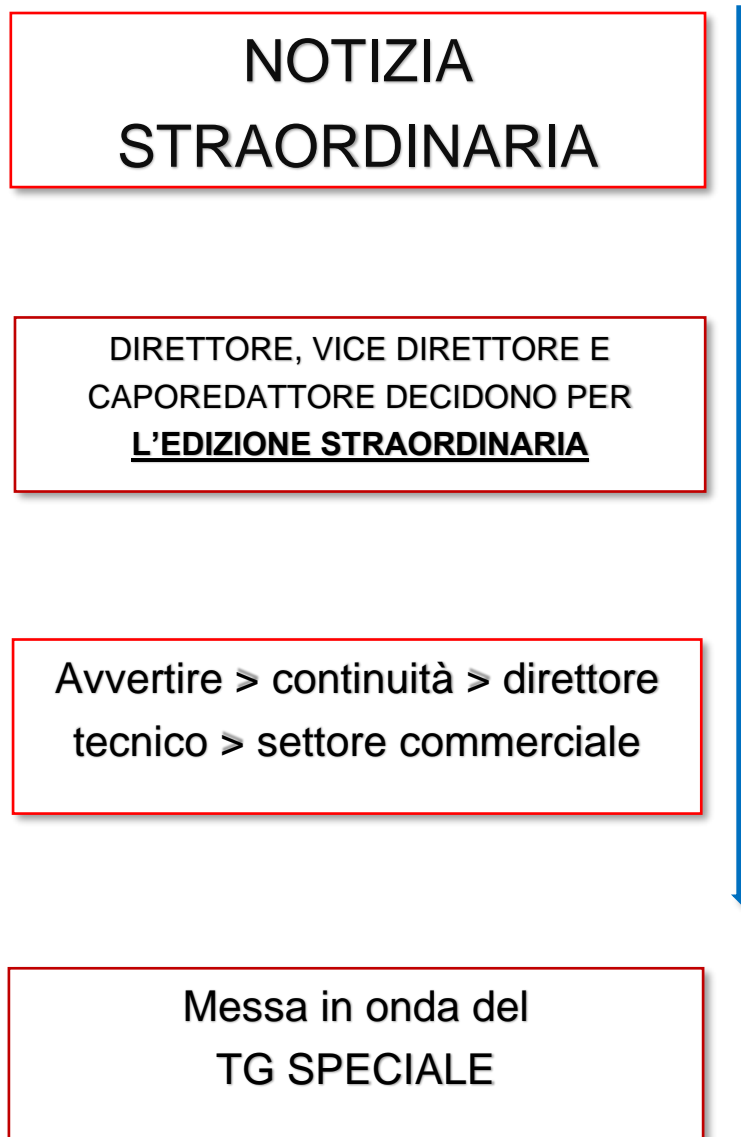 NOTIZIA
STRAORDINARIA
DIRETTORE, VICE DIRETTORE E
CAPOREDATTORE DECIDONO PER
L’EDIZIONE STRAORDINARIA
Avvertire > continuità > direttore
tecnico > settore commerciale
Messa in onda del
TG SPECIALE